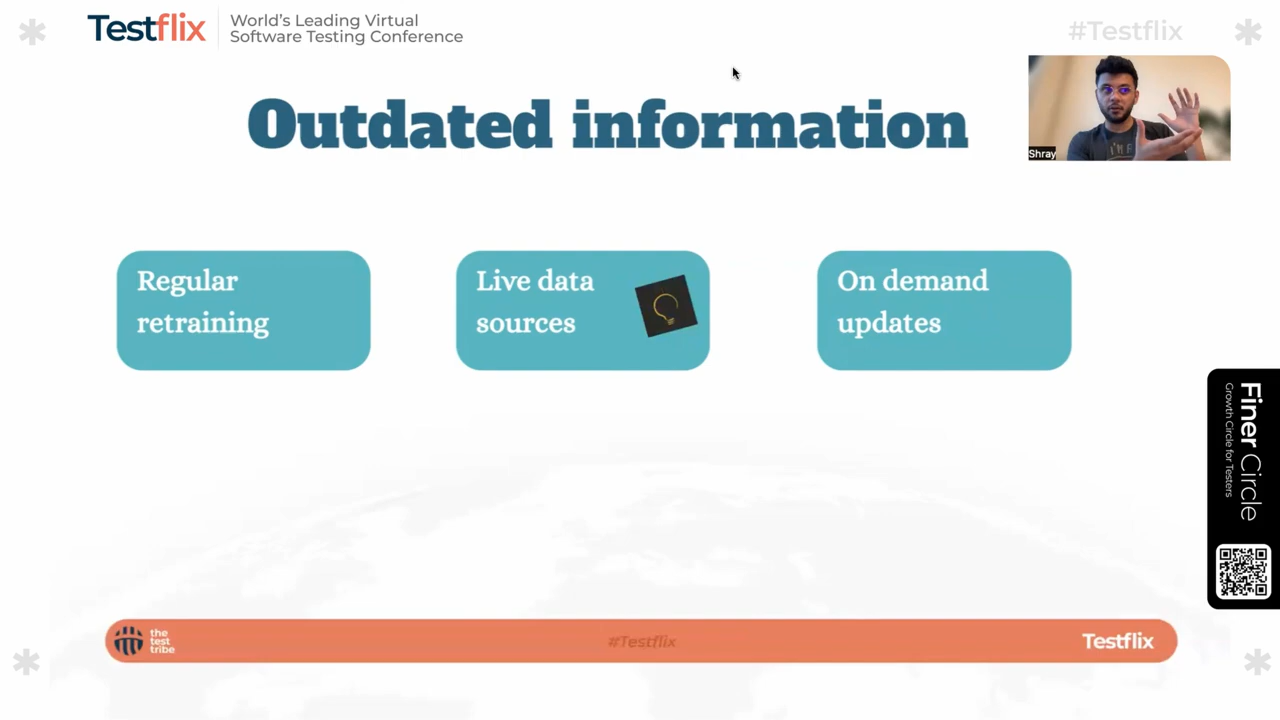 Testflix
World's Leading Virtual
Software Testing Conference
#Testflix
Outdated information
Shray
Regular
retraining
Live data
sources
On demand
updates
Finer Circle
Growth Circle for Testers
the
test
tribe
#Testflix
Testflix